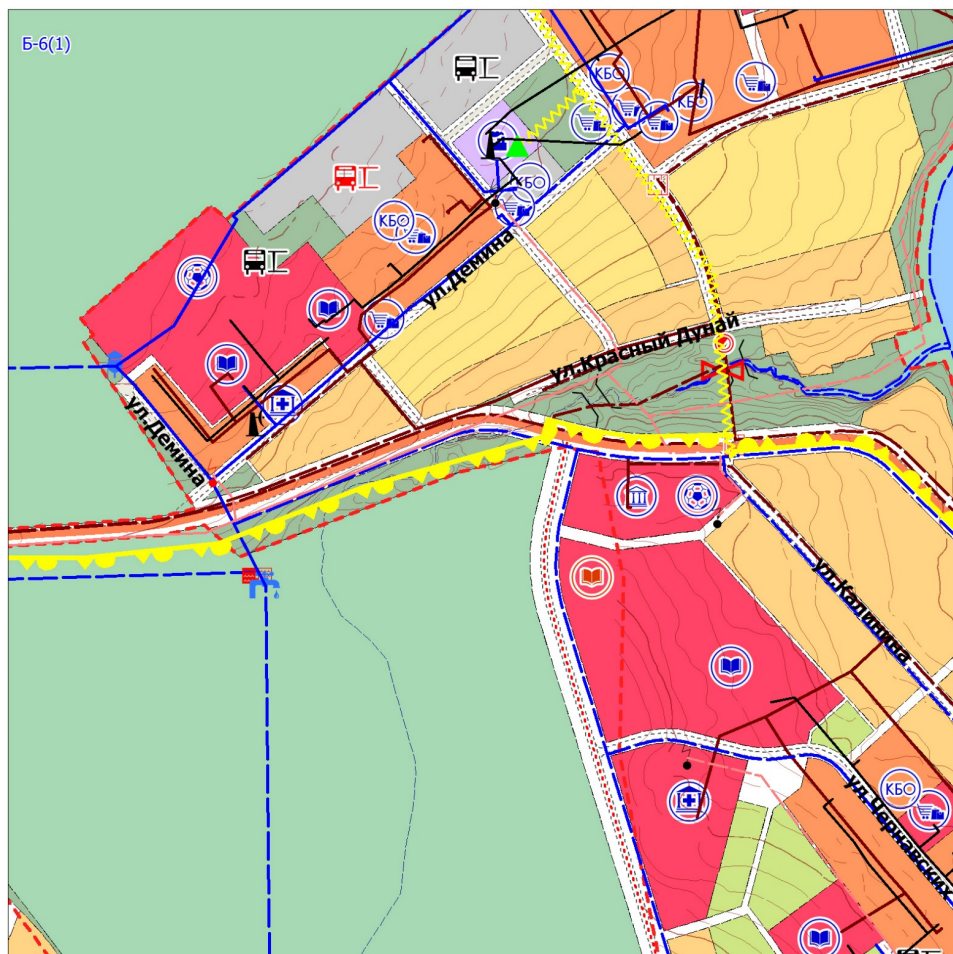 Б-6(1)
КБО
КБО
КБО
КБО
ул.Демина
ул.Красный Дунай
ул.Демина
ул.Калинина
КБО
ул.Чернавских